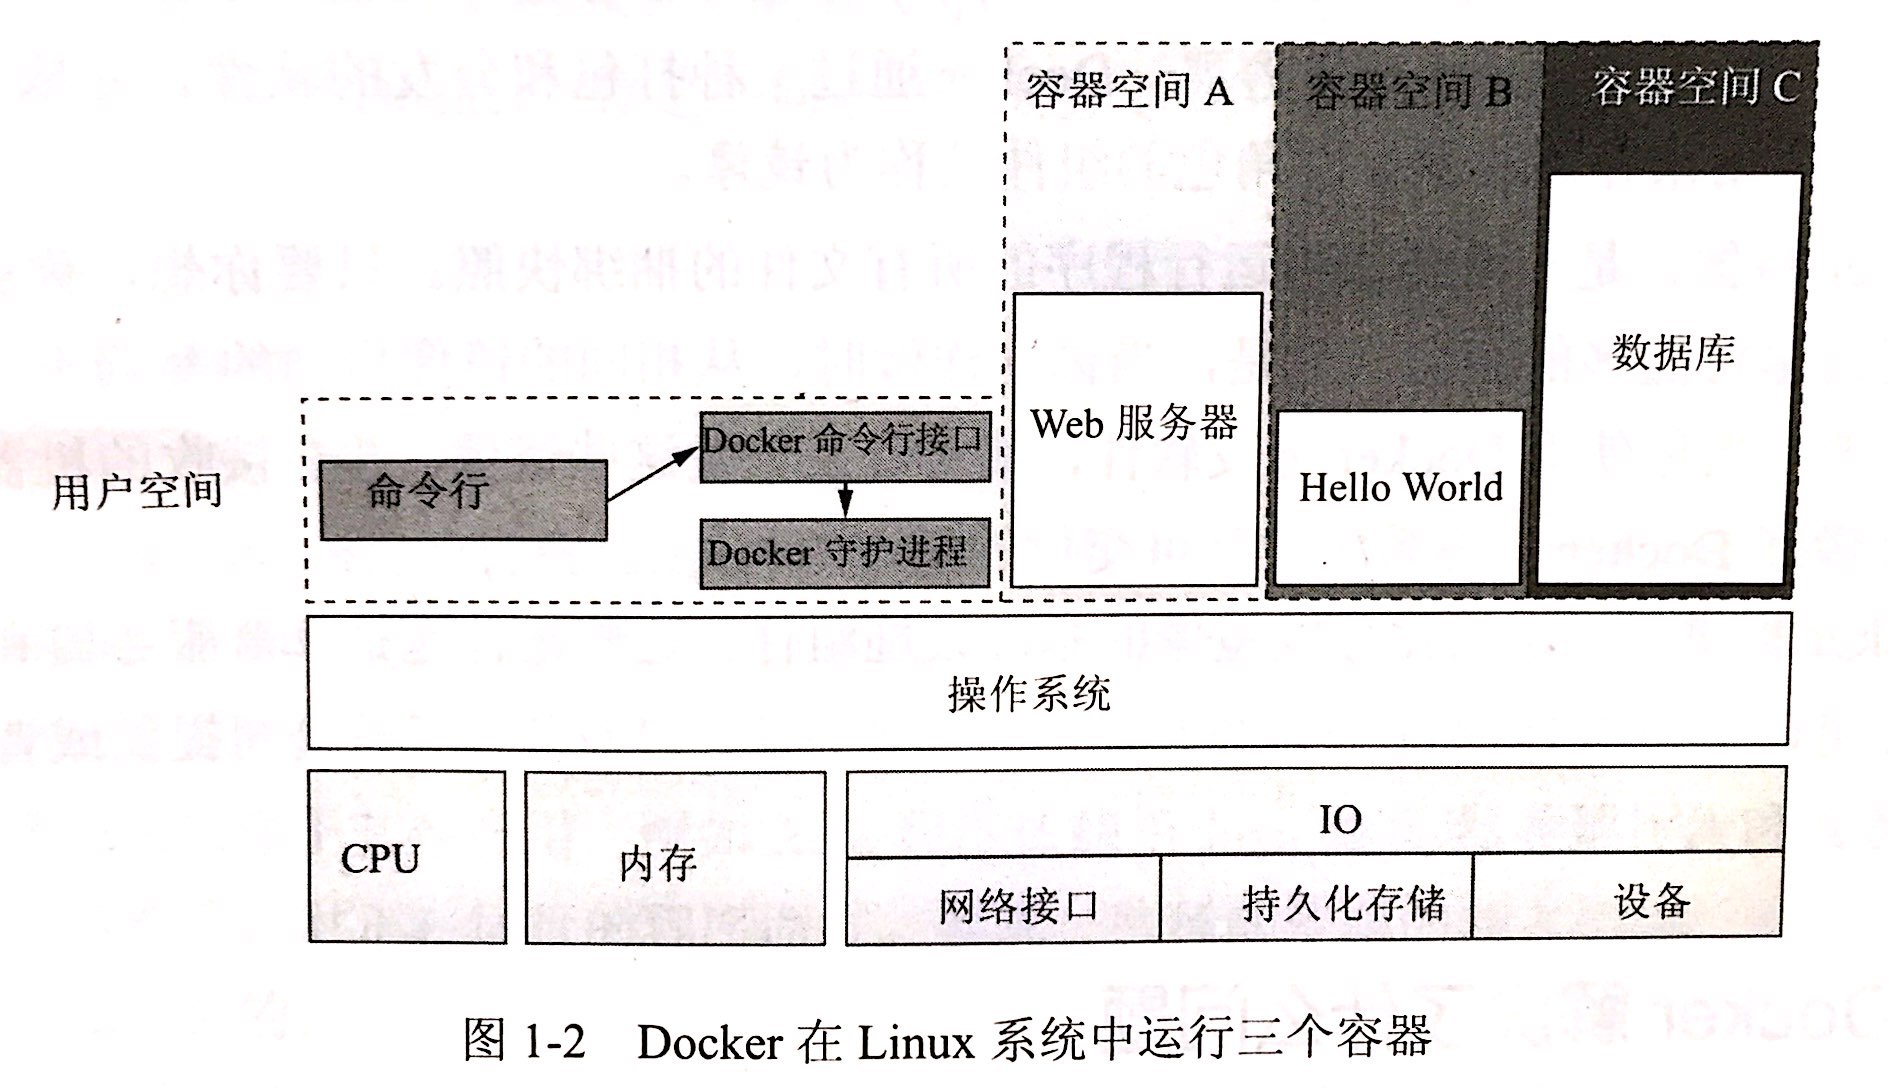 容器空间 A
容器空间 B
容器空间 C
数据库
Web 服务器
Hello World
用户空间
命令行
Docker 命令行接口
Docker 守护进程
操作系统
CPU
内存
IO
网络接口
持久化存储
设备
图 1-2 Docker 在 Linux 系统中运行三个容器